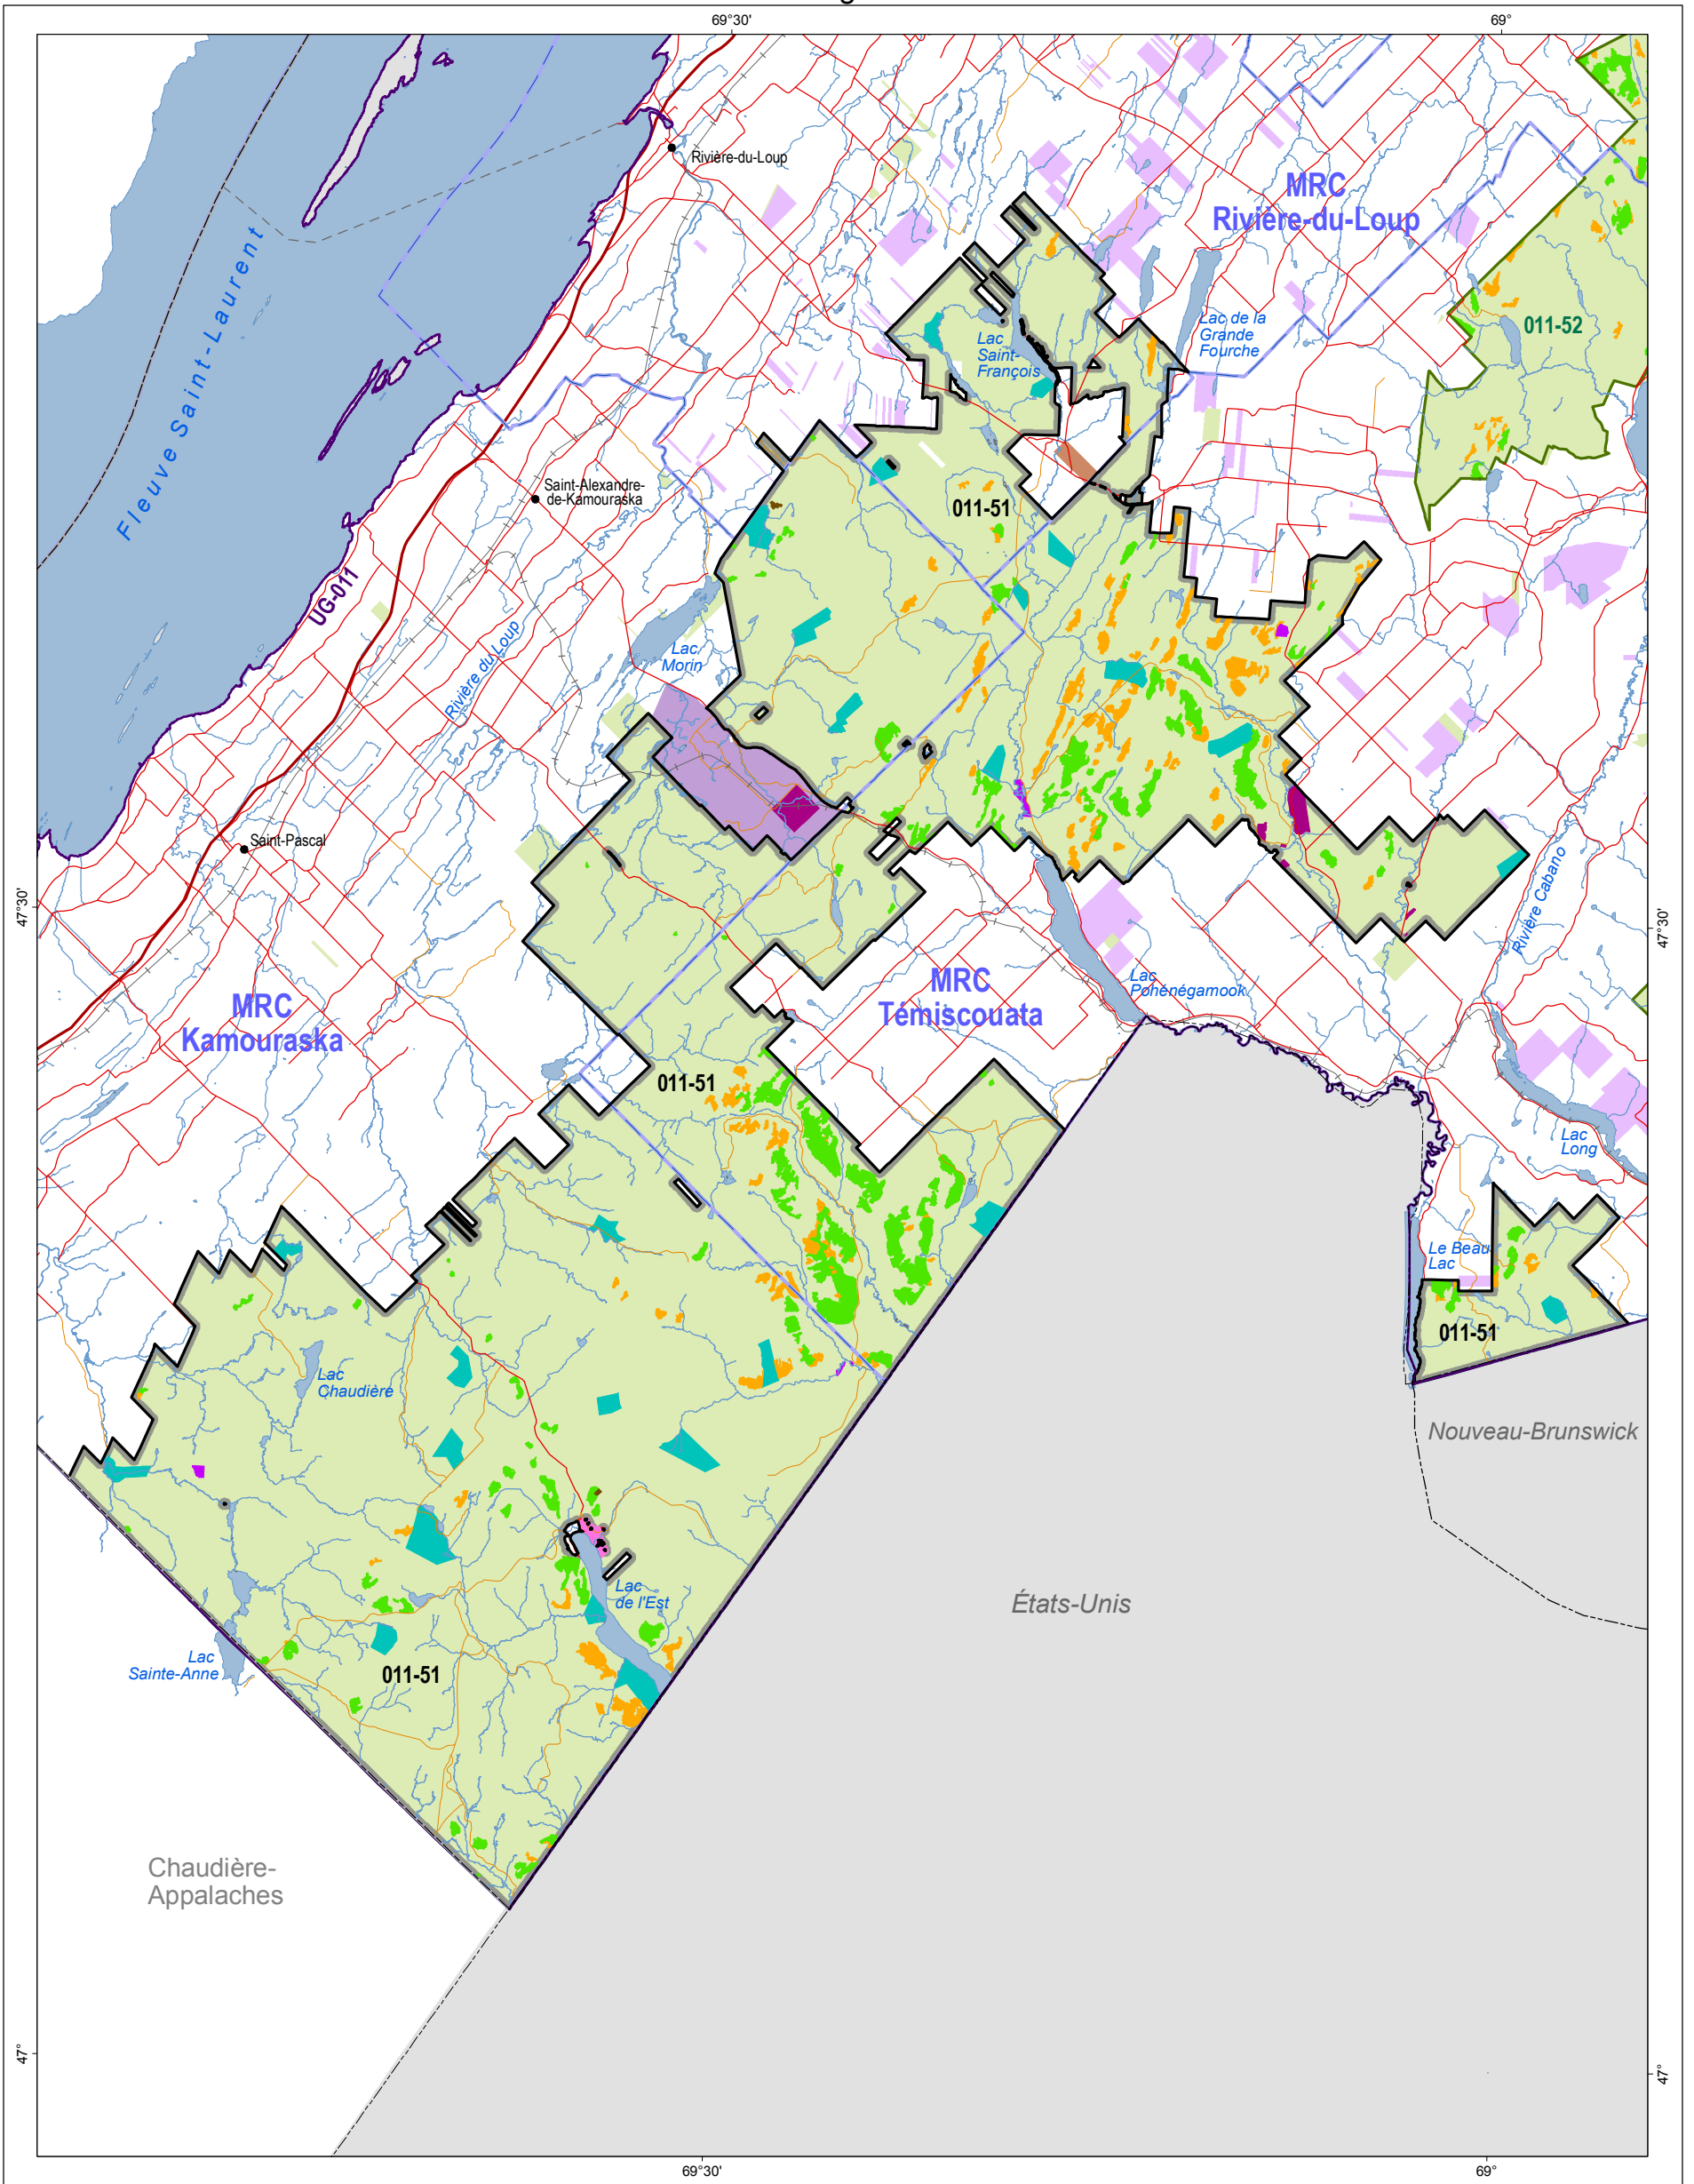 69°30'
69°
Rivière-du-Loup
MRC
Rivière-du-Loup
Fleuve Saint-Laurent
Lac de la
Grande
Fourche
011-52
Lac
Saint-
François
Saint-Alexandre-
de-Kamouraska
011-51
UG-011
Rivière du Loup
Lac
Morin
Saint-Pascal
47°30'
47°30'
Rivière Cabano
MRC
Kamouraska
MRC
Témiscouata
Lac
Pohénégamook
011-51
Lac
Long
Le Beau
Lac
011-51
Lac
Chaudière
Nouveau-Brunswick
Lac
de l'Est
États-Unis
Lac
Sainte-Anne
011-51
Chaudière-
Appalaches
47°
47°
69°30'
69°